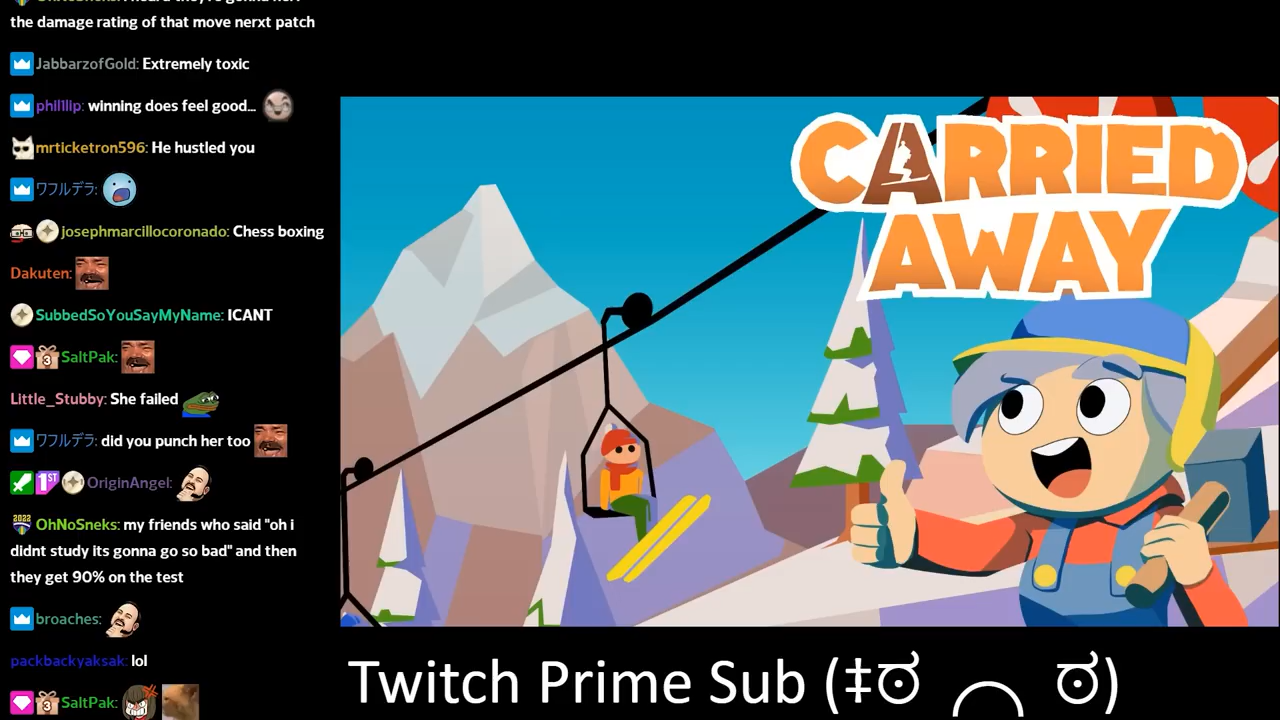 the damage rating of that move nerxt patch
JabbarzofGold: Extremely toxic
phil1lip: winning does feel good...
mrticketron596: He hustled you
ワフルデラ:
josephmarcillocoronado: Chess boxing
Dakuten:
SubbedSoYouSayMyName: ICANT
SaltPak:
Little_Stubby: She failed
ワフルデラ: did you punch her too
OriginAngel:
OhNoSneks: my friends who said "oh i
didnt study its gonna go so bad" and then
they get 90% on the test
broaches:
packbackyaksak: lol
SaltPak:
CARRIED
AWAY
Twitch Prime Sub (‡ಠ ╭╮ ಠ)